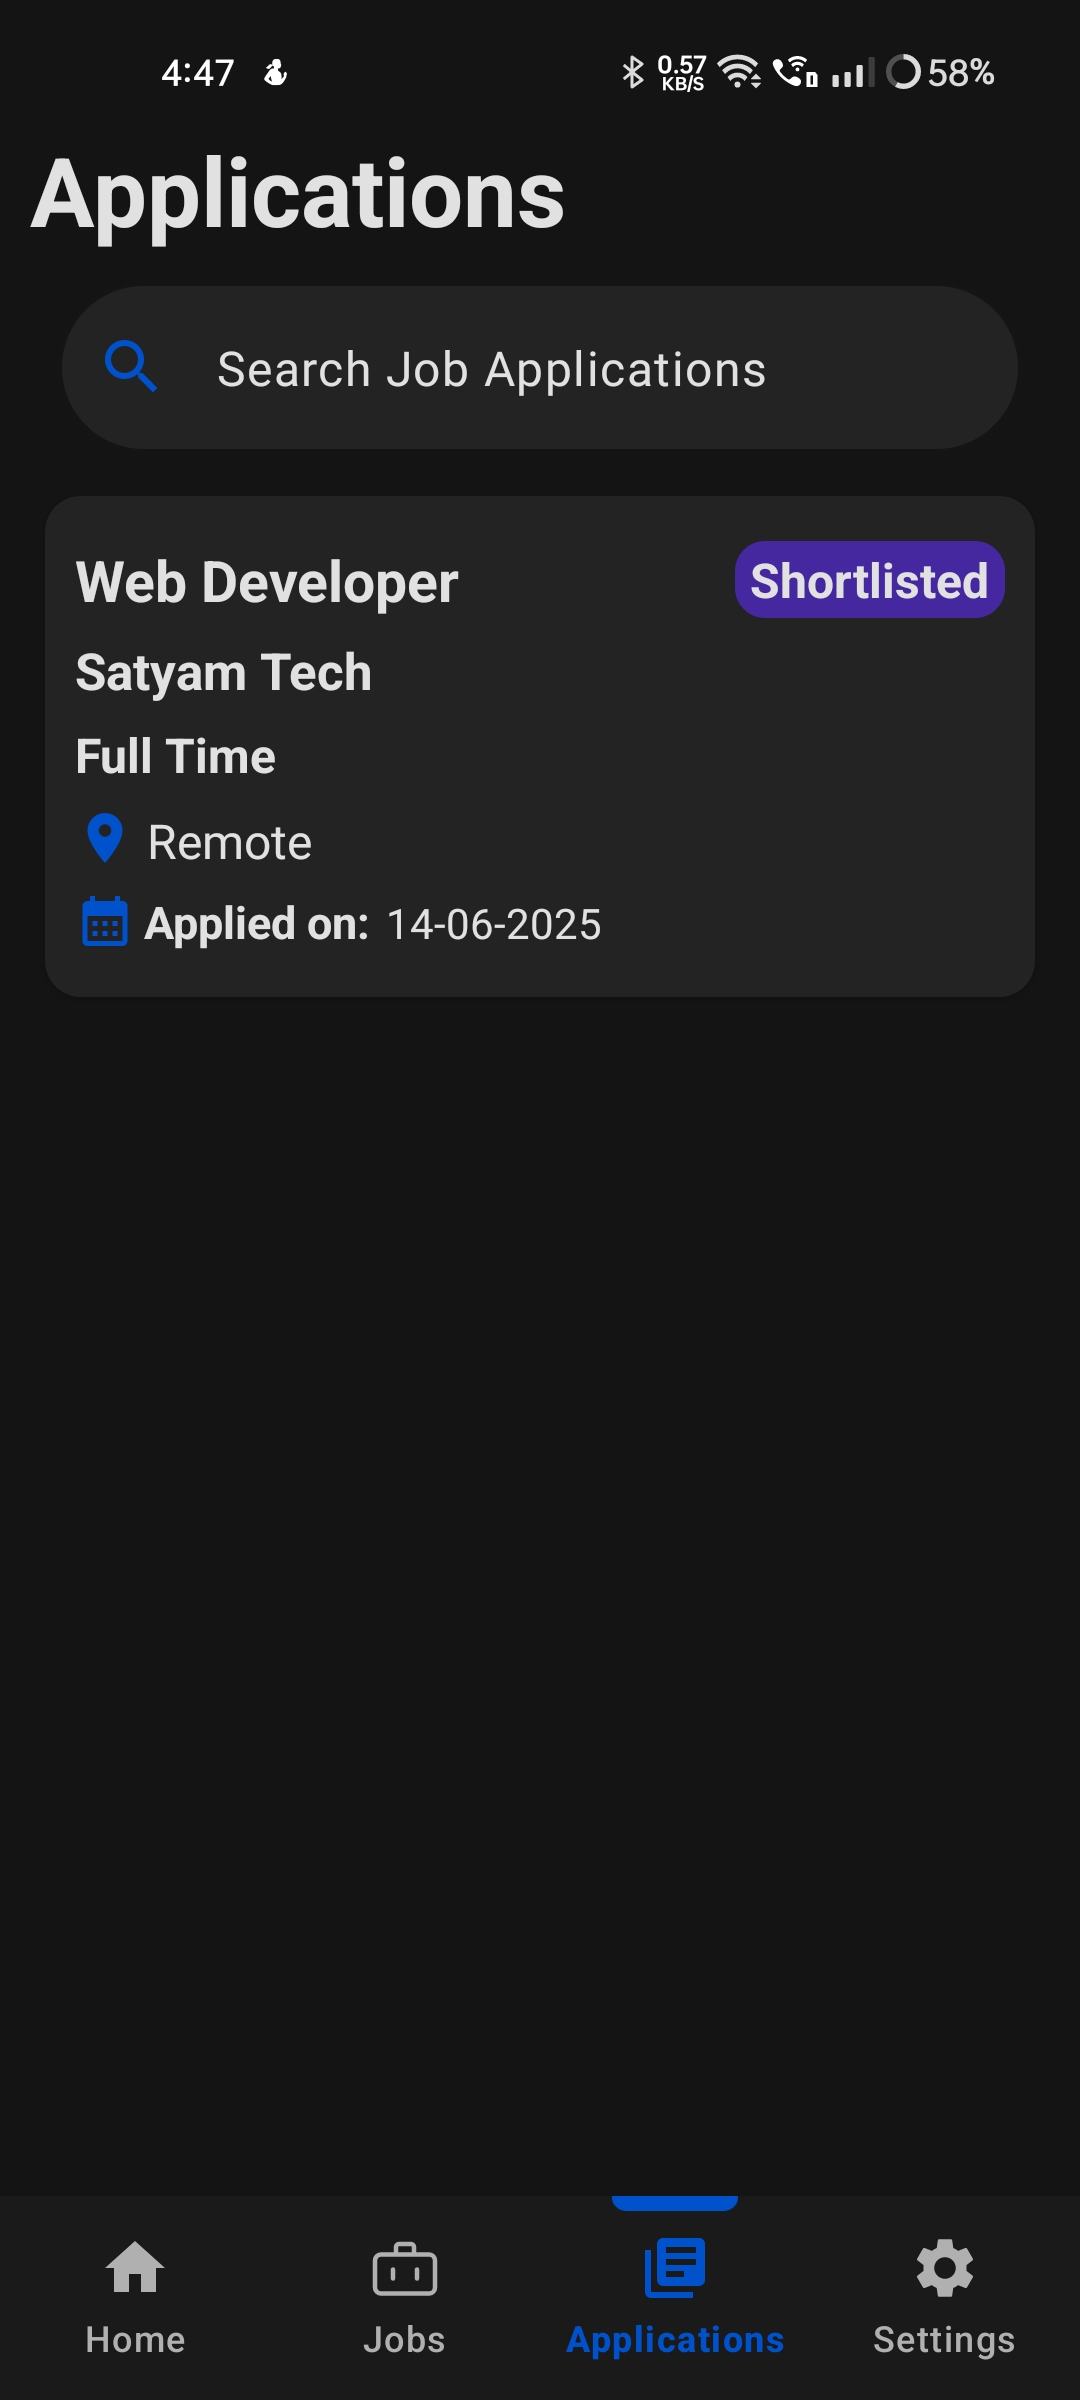 4:47 0.57 KB/S 58%
Applications
Search Job Applications
Web Developer Shortlisted
Satyam Tech
Full Time
Remote
Applied on: 14-06-2025
Home Jobs Applications Settings